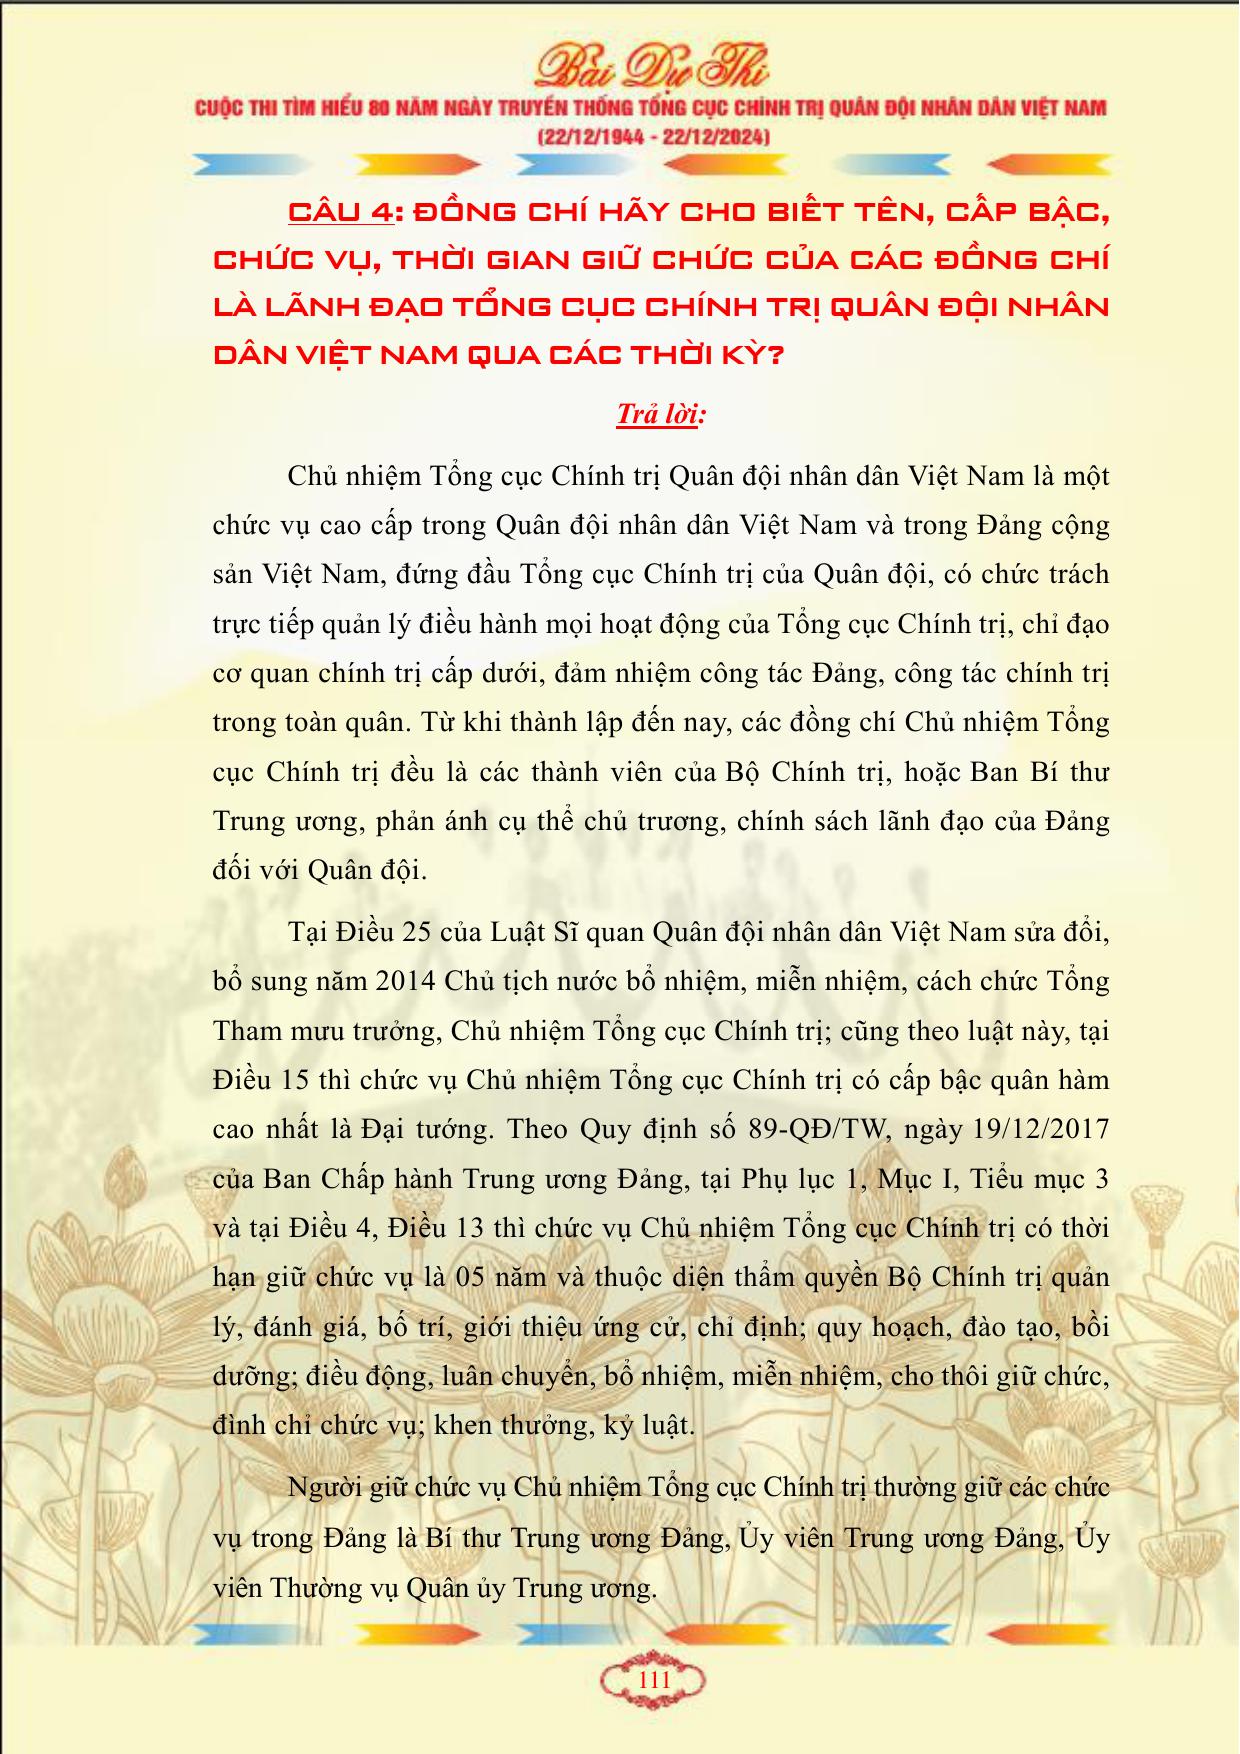 Bài Dự Thi
CUỘC THI TÌM HIỂU 80 NĂM NGÀY TRUYỀN THỐNG TỔNG CỤC CHÍNH TRỊ QUÂN ĐỘI NHÂN DÂN VIỆT NAM
(22/12/1944 - 22/12/2024)
CÂU 4: ĐỒNG CHÍ HÃY CHO BIẾT TÊN, CẤP BẬC,
CHỨC VỤ, THỜI GIAN GIỮ CHỨC CỦA CÁC ĐỒNG CHÍ
LÀ LÃNH ĐẠO TỔNG CỤC CHÍNH TRỊ QUÂN ĐỘI NHÂN
DÂN VIỆT NAM QUA CÁC THỜI KỲ?
Trả lời:
Chủ nhiệm Tổng cục Chính trị Quân đội nhân dân Việt Nam là một
chức vụ cao cấp trong Quân đội nhân dân Việt Nam và trong Đảng cộng
sản Việt Nam, đứng đầu Tổng cục Chính trị của Quân đội, có chức trách
trực tiếp quản lý điều hành mọi hoạt động của Tổng cục Chính trị, chỉ đạo
cơ quan chính trị cấp dưới, đảm nhiệm công tác Đảng, công tác chính trị
trong toàn quân. Từ khi thành lập đến nay, các đồng chí Chủ nhiệm Tổng
cục Chính trị đều là các thành viên của Bộ Chính trị, hoặc Ban Bí thư
Trung ương, phản ánh cụ thể chủ trương, chính sách lãnh đạo của Đảng
đối với Quân đội.
Tại Điều 25 của Luật Sĩ quan Quân đội nhân dân Việt Nam sửa đổi,
bổ sung năm 2014 Chủ tịch nước bổ nhiệm, miễn nhiệm, cách chức Tổng
Tham mưu trưởng, Chủ nhiệm Tổng cục Chính trị; cũng theo luật này, tại
Điều 15 thì chức vụ Chủ nhiệm Tổng cục Chính trị có cấp bậc quân hàm
cao nhất là Đại tướng. Theo Quy định số 89-QĐ/TW, ngày 19/12/2017
của Ban Chấp hành Trung ương Đảng, tại Phụ lục 1, Mục I, Tiểu mục 3
và tại Điều 4, Điều 13 thì chức vụ Chủ nhiệm Tổng cục Chính trị có thời
hạn giữ chức vụ là 05 năm và thuộc diện thẩm quyền Bộ Chính trị quản
lý, đánh giá, bố trí, giới thiệu ứng cử, chỉ định; quy hoạch, đào tạo, bồi
dưỡng; điều động, luân chuyển, bổ nhiệm, miễn nhiệm, cho thôi giữ chức,
đình chỉ chức vụ; khen thưởng, kỷ luật.
Người giữ chức vụ Chủ nhiệm Tổng cục Chính trị thường giữ các chức
vụ trong Đảng là Bí thư Trung ương Đảng, Ủy viên Trung ương Đảng, Ủy
viên Thường vụ Quân ủy Trung ương.
111